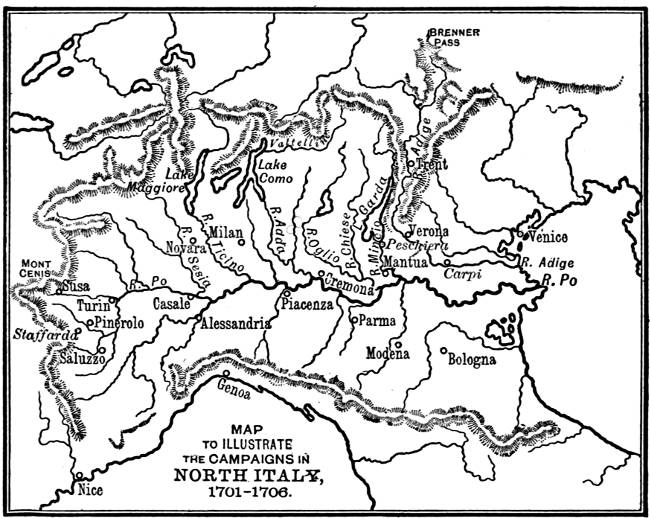 BRENNER
PASS
Valtell
R. Adige
Trent
Lake
Maggiore
Lake
Como
L. Garda
R. Chiese
R. Oglio
R. Adda
R. Ticino
R. Sesia
R. Mincio
Milan
Novara
Verona
Peschiera
Venice
MONT
CENIS
Mantua
Carpi
R. Adige
R. Po
Susa
R. Po
Cremona
Turin
Casale
Piacenza
Pinerolo
Alessandria
Parma
Staffarda
Saluzzo
Modena
Bologna
Genoa
MAP
TO ILLUSTRATE
THE CAMPAIGNS IN
NORTH ITALY,
1701-1706.
Nice